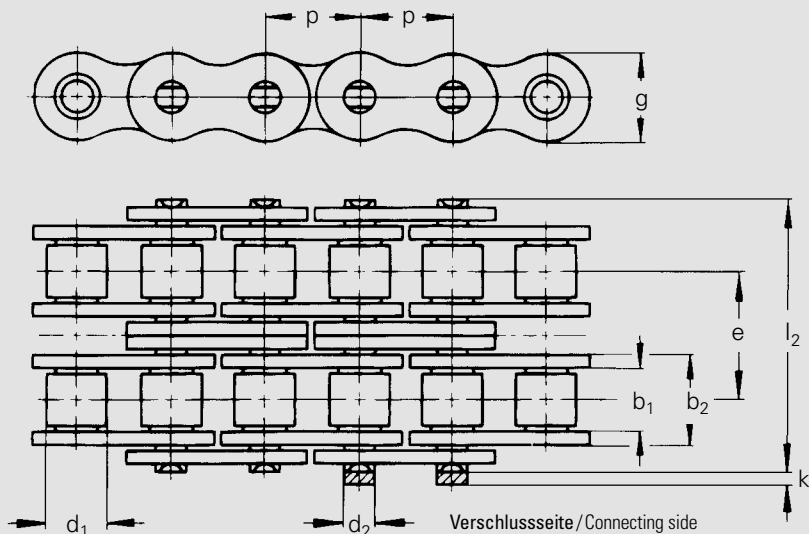 p p
g
l₂
e
b₁ b₂
k
d₁ d₂ Verschlussseite / Connecting side